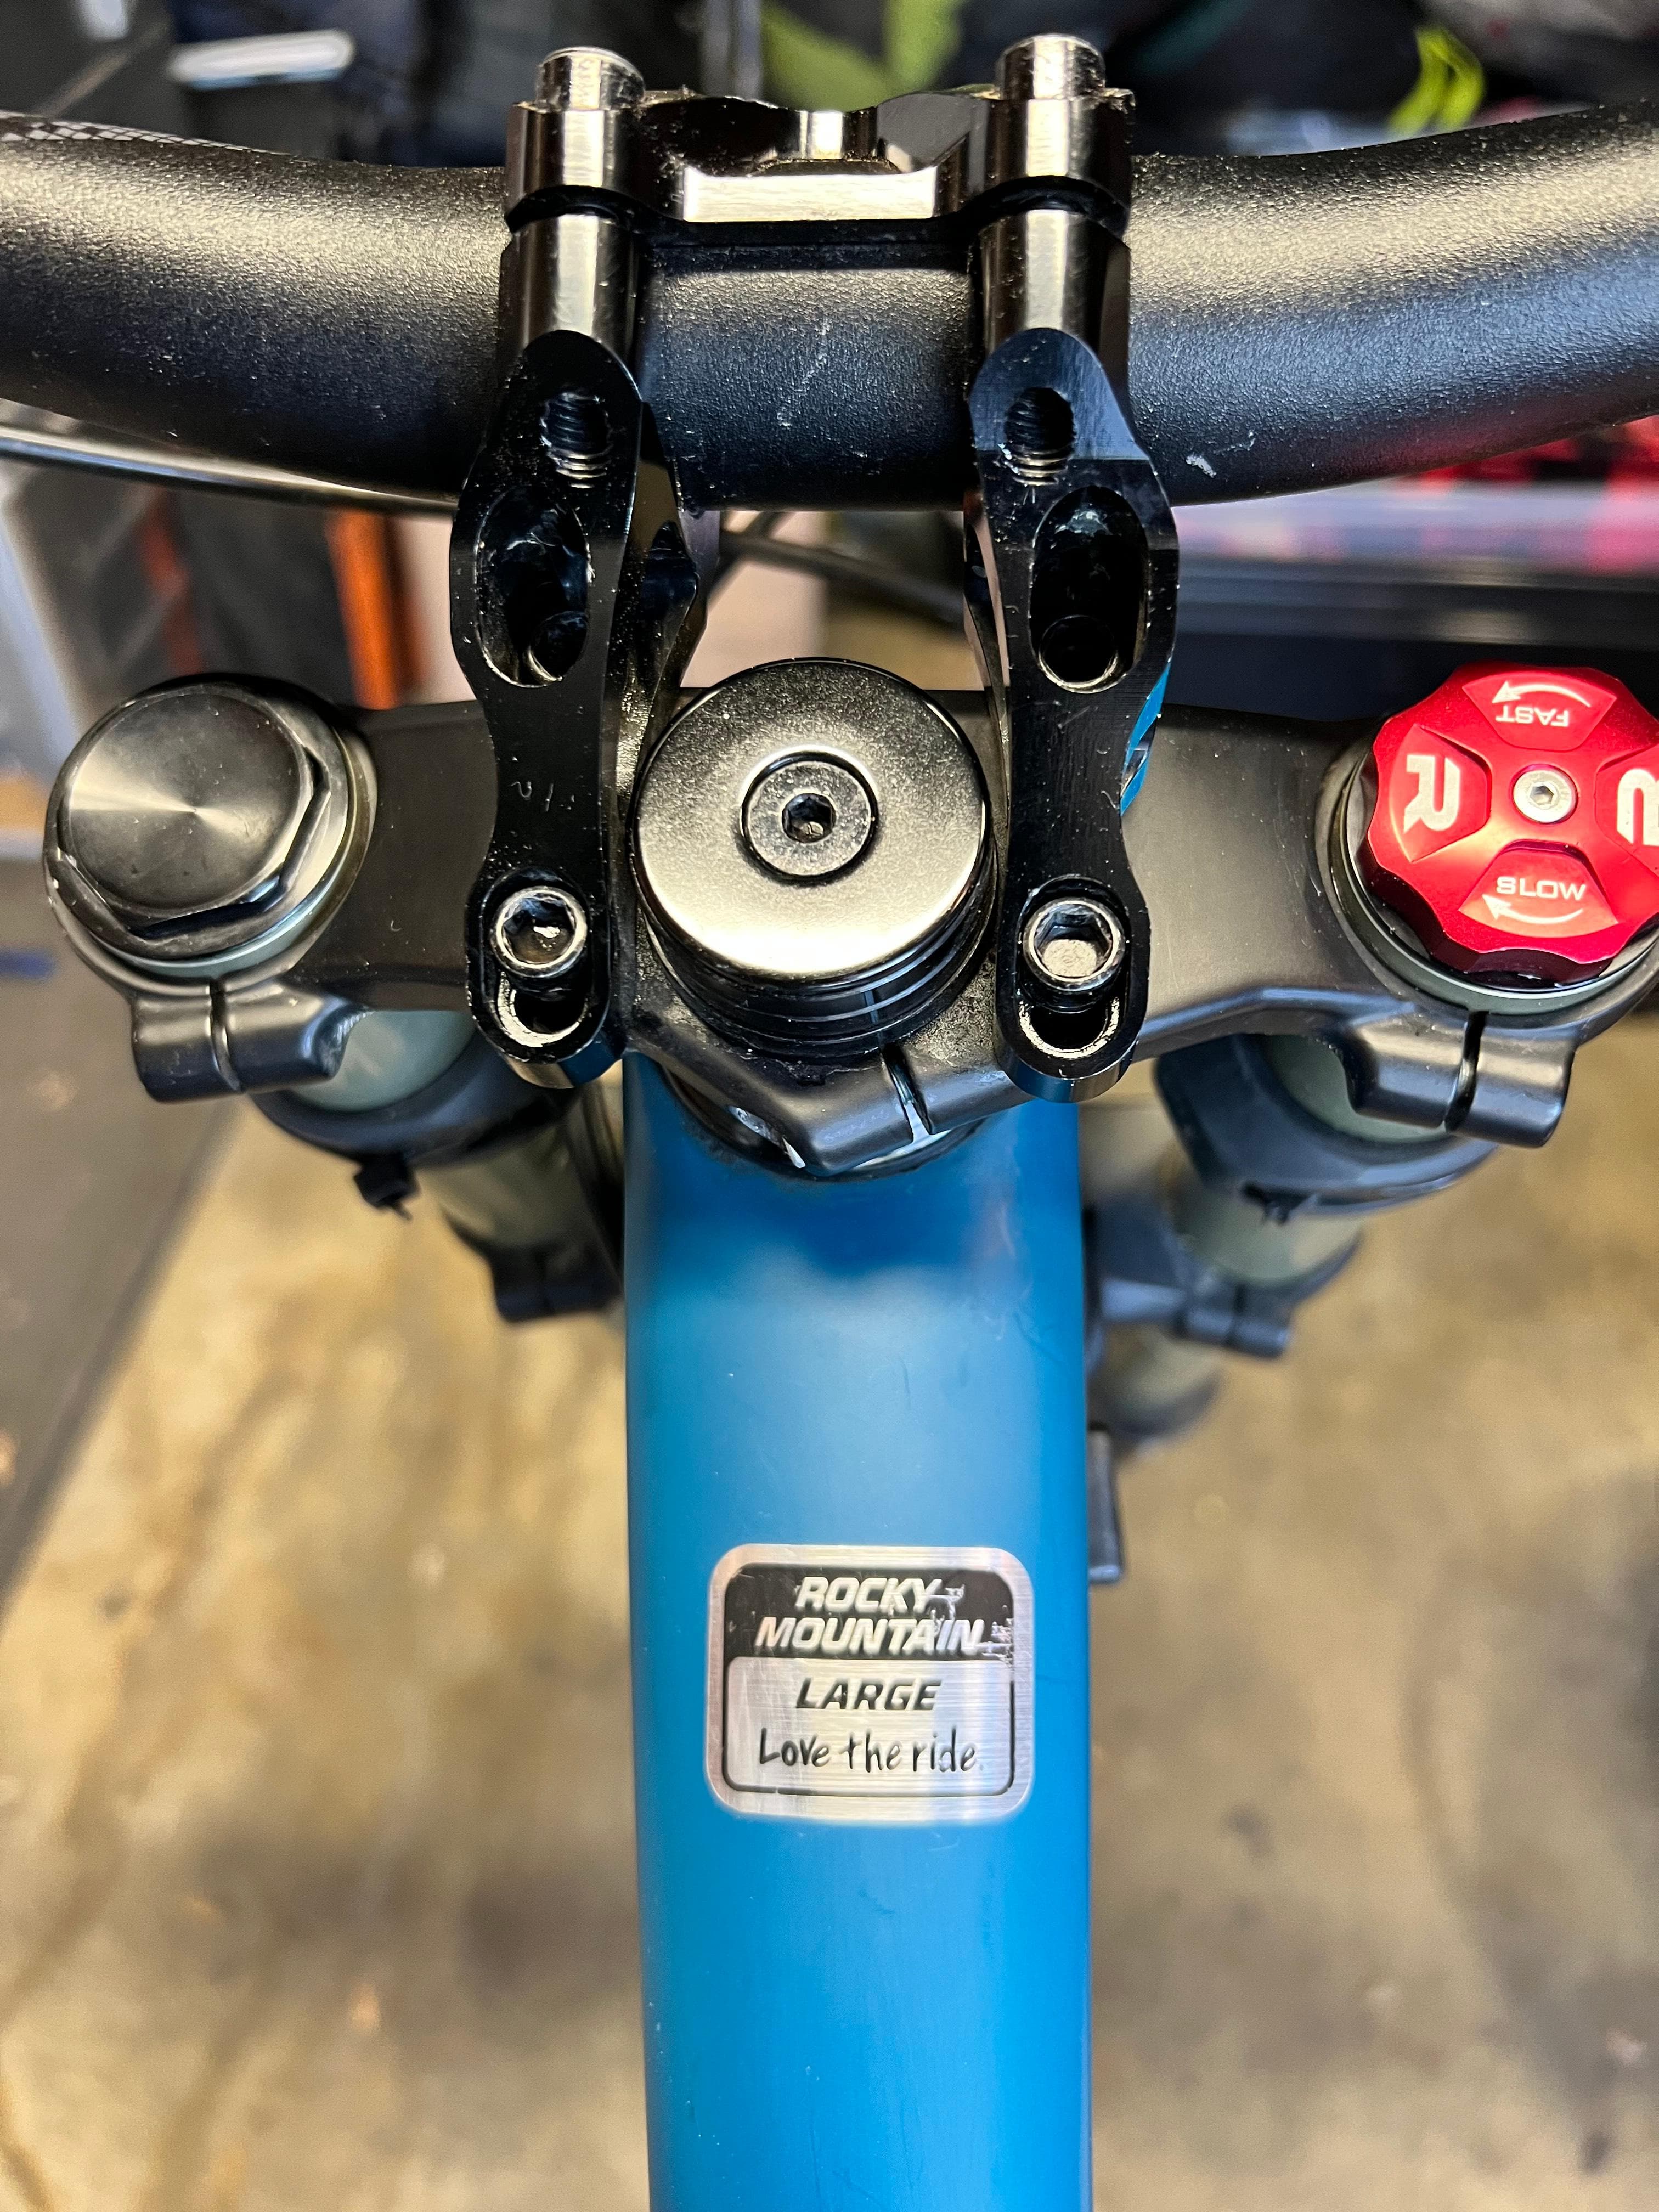 FAST
R
SLOW
ROCKY
MOUNTAIN
LARGE
Love the ride.